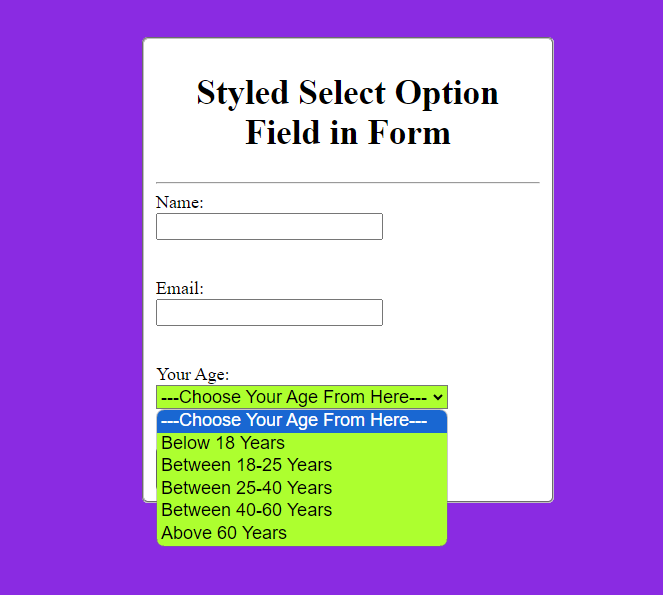 Styled Select Option
Field in Form
Name:
Email:
Your Age:
---Choose Your Age From Here---
---Choose Your Age From Here---
Below 18 Years
Between 18-25 Years
Between 25-40 Years
Between 40-60 Years
Above 60 Years